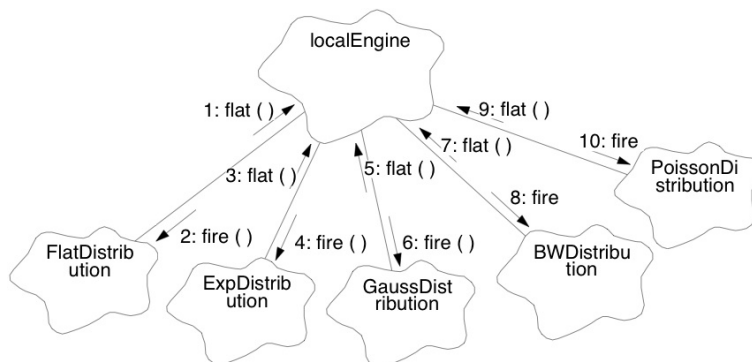 localEngine
1: flat ( )
9: flat ( )
10: fire
7: flat ( )
3: flat ( )
5: flat ( )
PoissonDi
stribution
8: fire
2: fire ( )
4: fire ( )
6: fire ( )
FlatDistrib
ution
ExpDistrib
ution
GaussDist
ribution
BWDistribu
tion